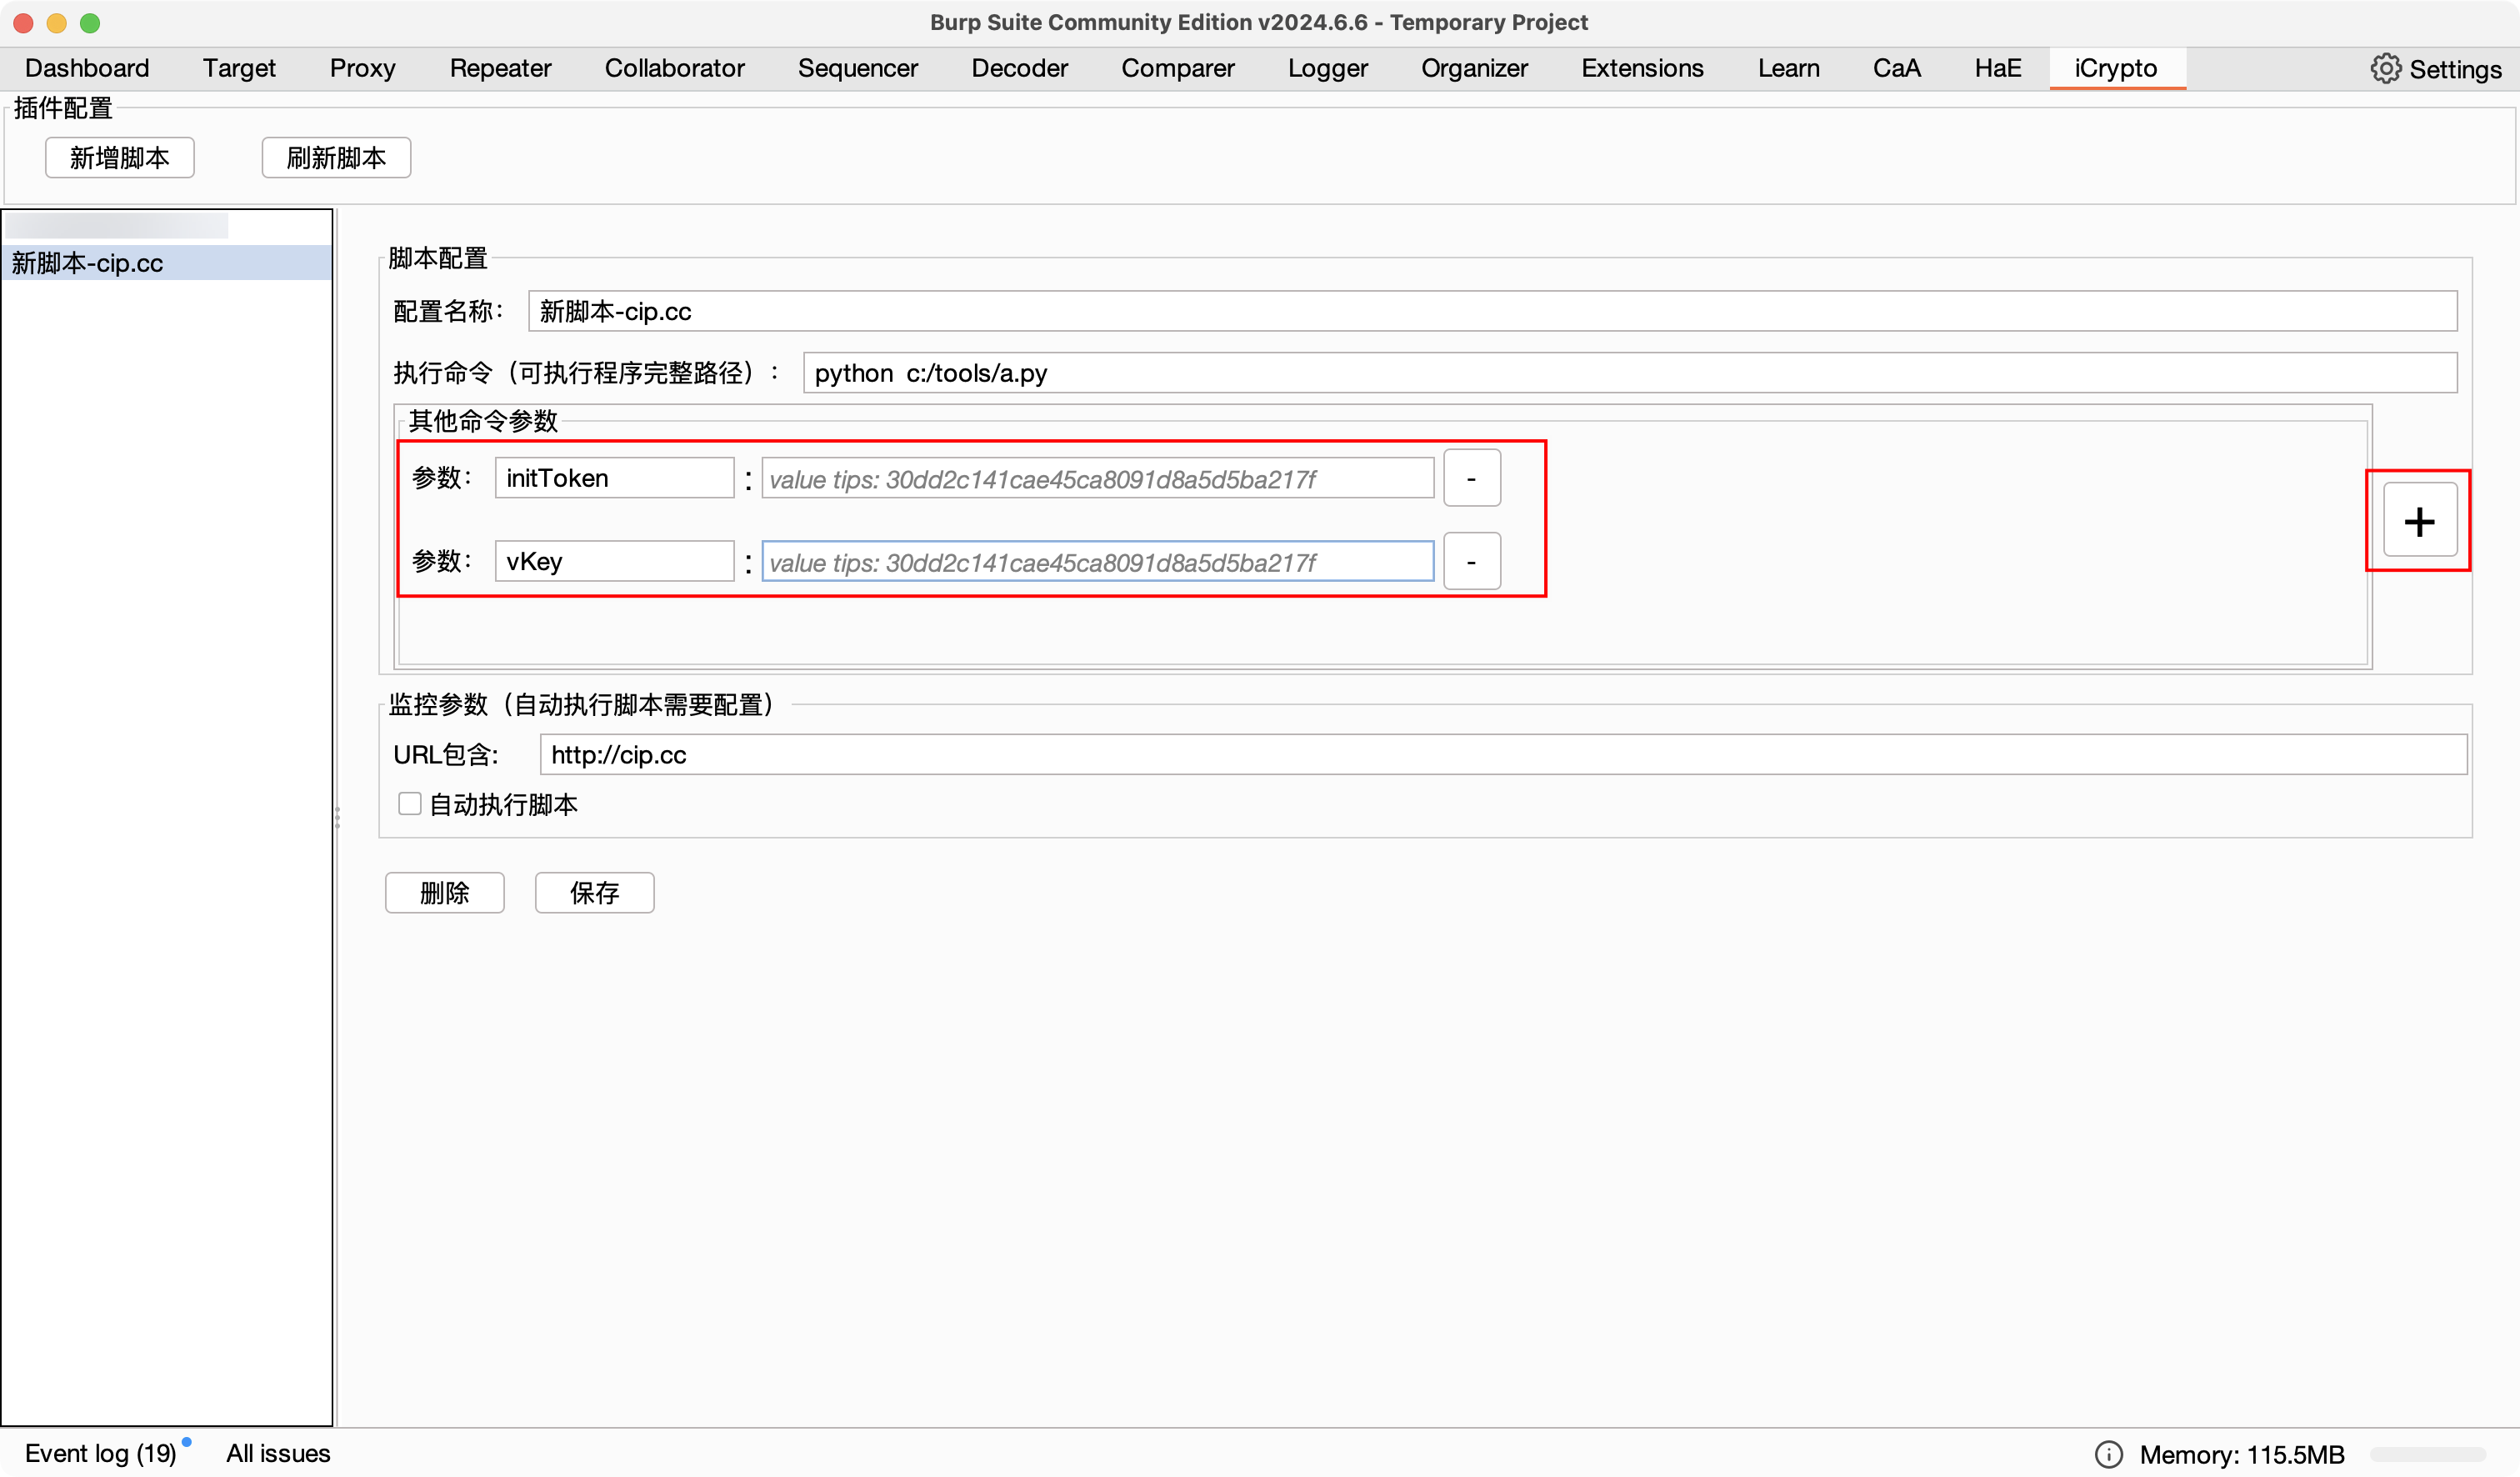 Burp Suite Community Edition v2024.6.6 - Temporary Project
Dashboard Target Proxy Repeater Collaborator Sequencer Decoder Comparer Logger Organizer Extensions Learn CaA HaE iCrypto Settings
插件配置
新增脚本 刷新脚本
新脚本-cip.cc
脚本配置
配置名称： 新脚本-cip.cc
执行命令（可执行程序完整路径）： python c:/tools/a.py
其他命令参数
参数： initToken : value tips: 30dd2c141cae45ca8091d8a5d5ba217f -
+
参数： vKey : value tips: 30dd2c141cae45ca8091d8a5d5ba217f -
监控参数（自动执行脚本需要配置）
URL包含: http://cip.cc
自动执行脚本
删除 保存
Event log (19) All issues Memory: 115.5MB